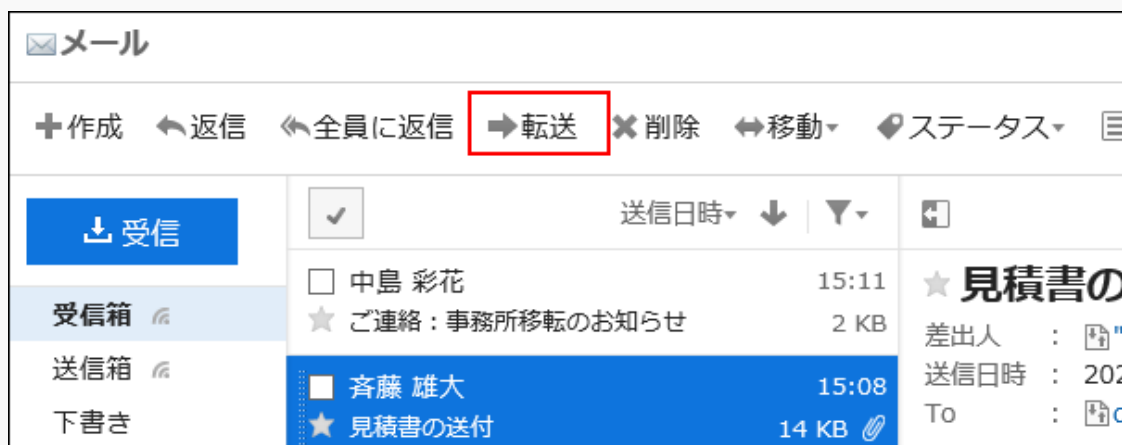 メール
作成 返信 全員に返信 転送 削除 移動 ステータス
受信
送信日時
中島 彩花 15:11
ご連絡：事務所移転のお知らせ 2 KB
斉藤 雄大 15:08
見積書の送付 14 KB
受信箱
送信箱
下書き
見積書の
差出人 : "
送信日時 : 202
To :